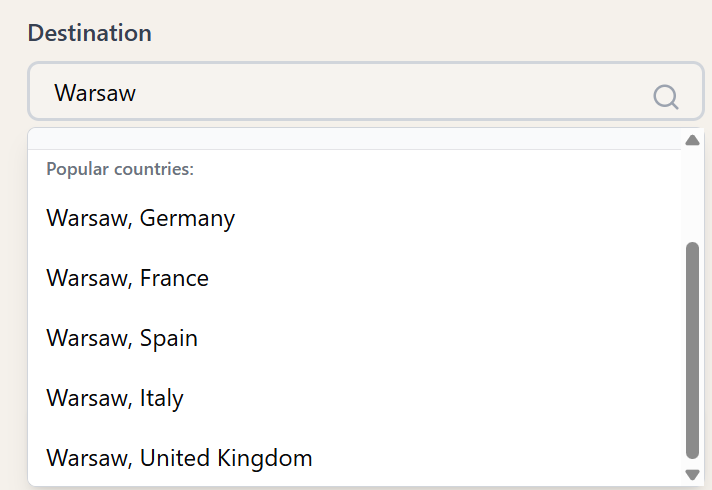 Destination
Warsaw
Popular countries:
Warsaw, Germany
Warsaw, France
Warsaw, Spain
Warsaw, Italy
Warsaw, United Kingdom